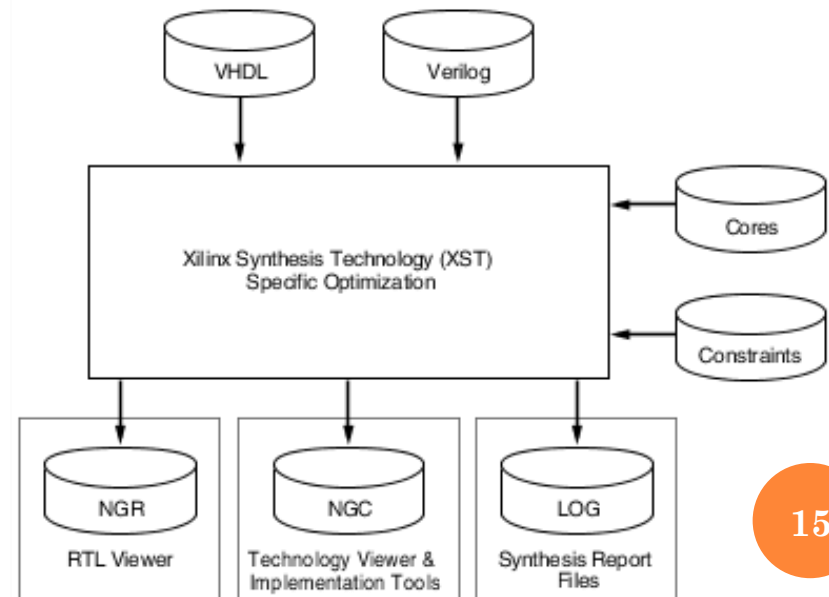 VHDL
Verilog
Xilinx Synthesis Technology (XST)
Specific Optimization
Cores
Constraints
NGR
RTL Viewer
NGC
Technology Viewer &
Implementation Tools
LOG
Synthesis Report
Files
15